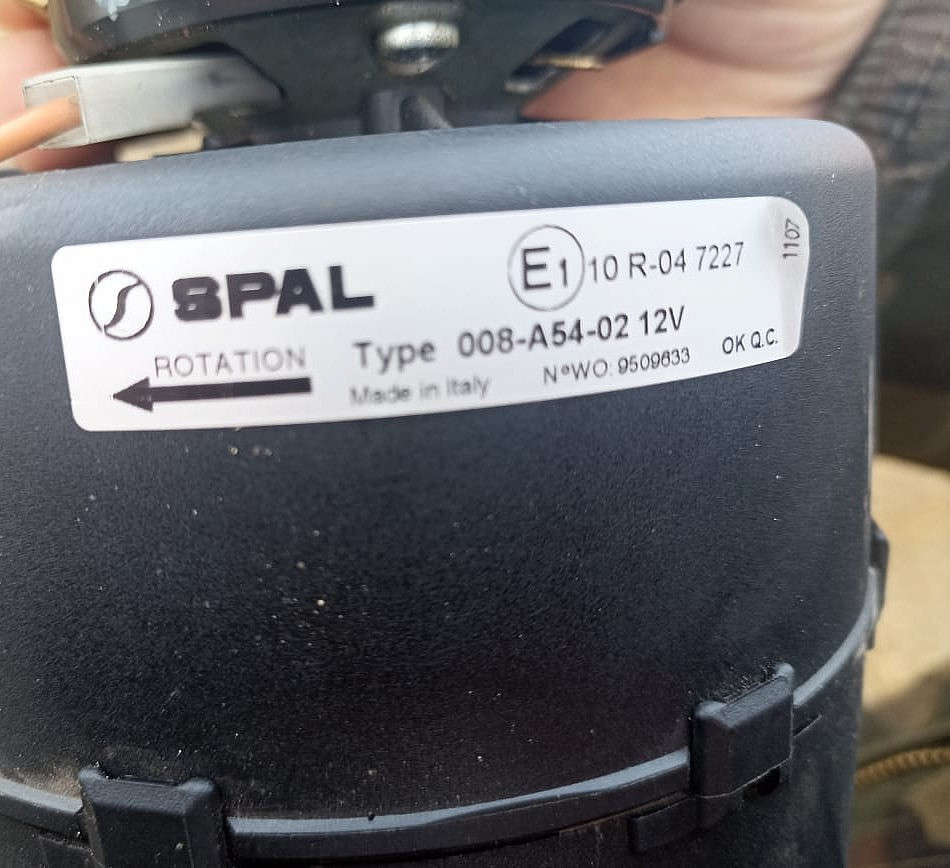 SPAL
E1 10 R-04 7227
1107
ROTATION
Type 008-A54-02 12V
Made in Italy
N°WO: 9509633
OK Q.C.